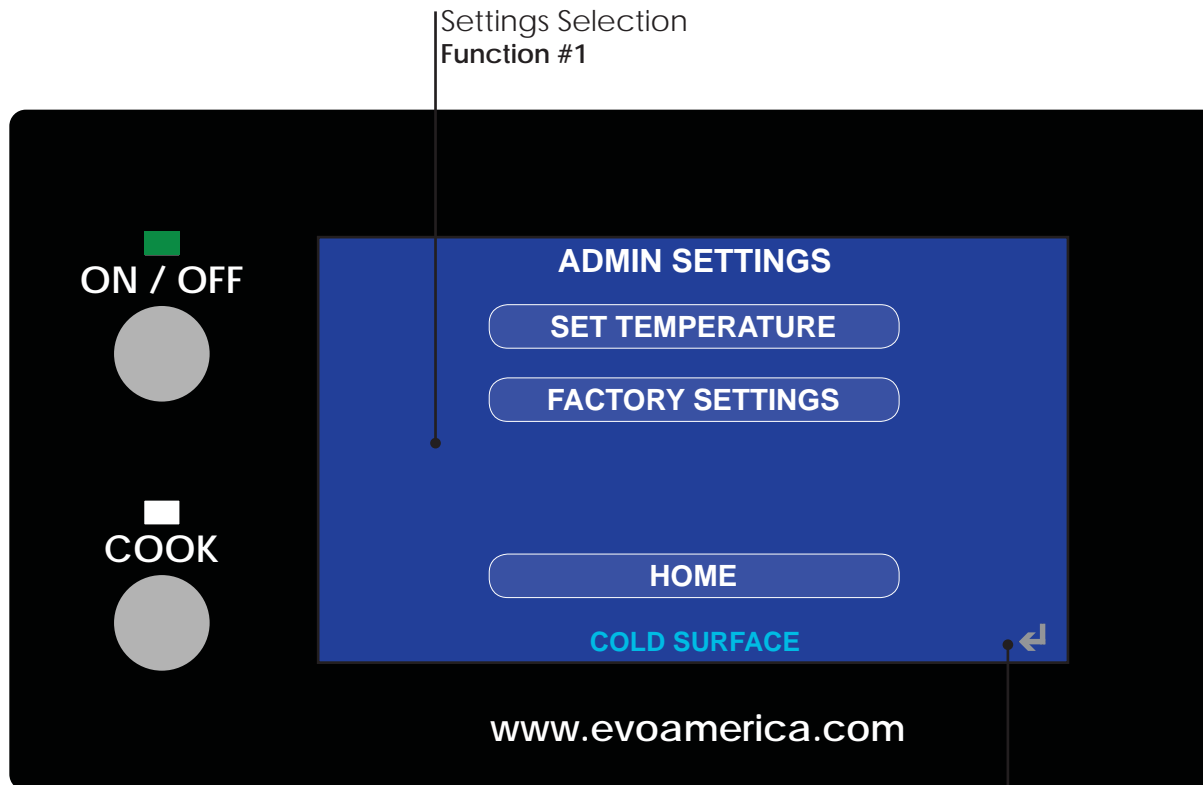 Settings Selection
Function #1
ON / OFF
ADMIN SETTINGS
SET TEMPERATURE
FACTORY SETTINGS
COOK
HOME
COLD SURFACE
www.evoamerica.com